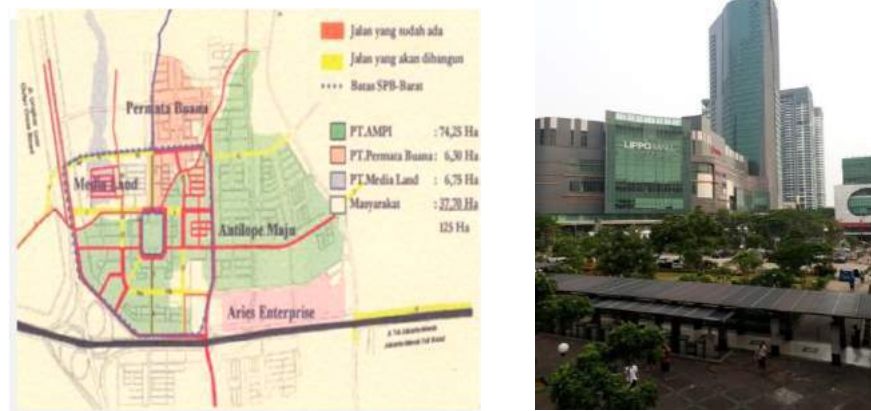 Jalan yang sudah ada
Jalan yang akan dibangun
Batas SPB-Barat
Permata Buana
PT.AMPI : 74,25 Ha
PT.Permata Buana : 6,30 Ha
PT.Media Land : 6,75 Ha
Masyarakat : 37,70 Ha
125 Ha
Media Land
Antilope Maju
Aries Enterprise
LIPPO MALL